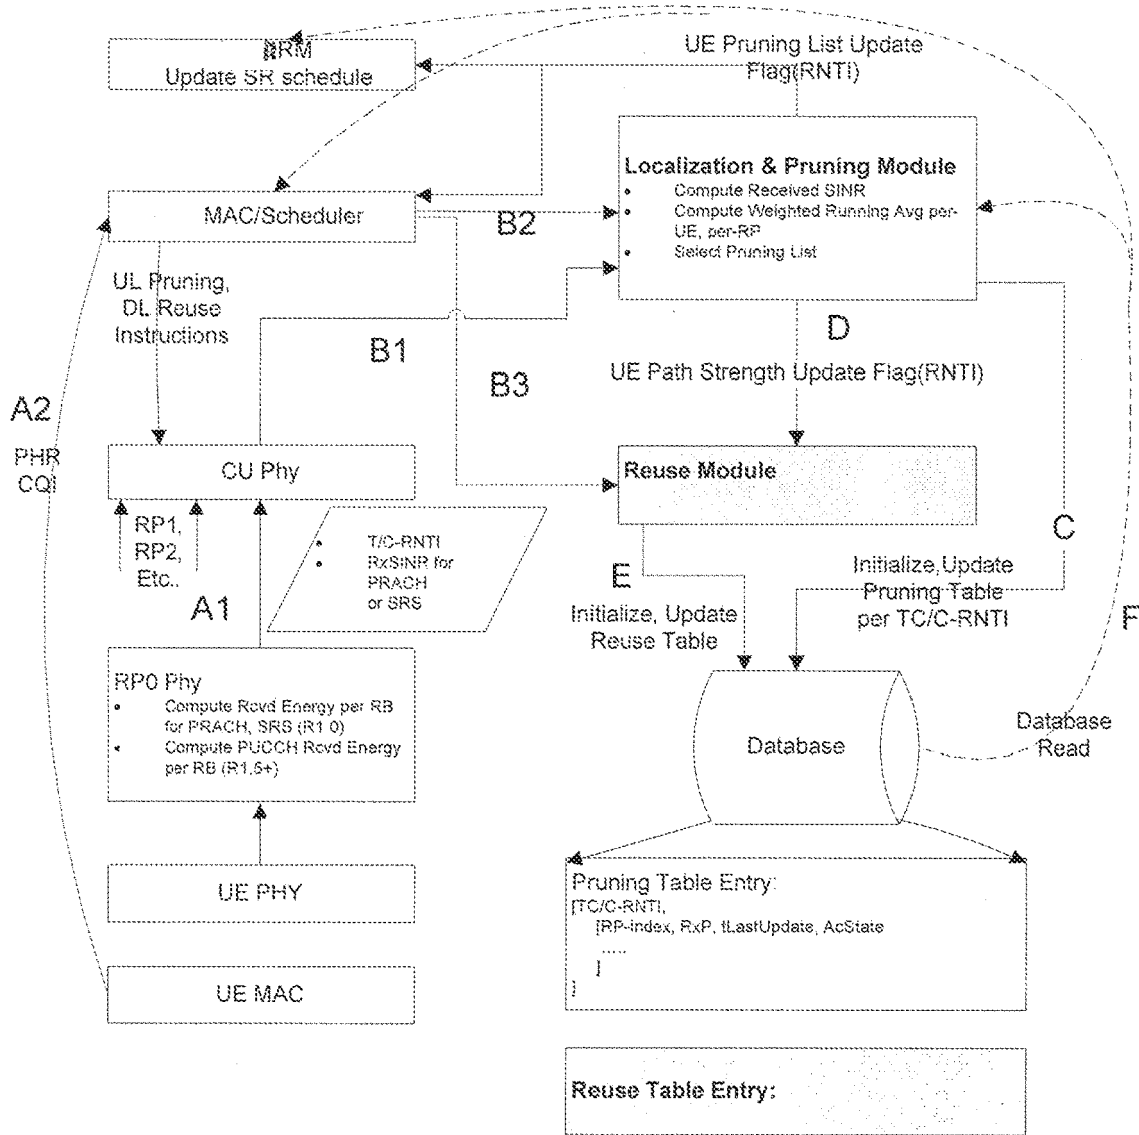 RRM
Update SR schedule
UE Pruning List Update
Flag(RNTI)
Localization & Pruning Module
• Compute Received SINR
• Compute Weighted Running Avg per-
UE, per-RP
• Select Pruning List
MAC/Scheduler
B2
UL Pruning,
DL Reuse
Instructions
B1
D
B3
UE Path Strength Update Flag(RNTI)
A2
PHR
CQI
CU Phy
Reuse Module
RP1,
RP2,
Etc..
• T/C-RNTI
• RxSINR for
PRACH
or SRS
A1
C
E
Initialize, Update
Reuse Table
Initialize,Update
Pruning Table
per TC/C-RNTI
F
RP0 Phy
• Compute Rcvd Energy per RB
for PRACH, SRS (R1.0)
• Compute PUCCH Rcvd Energy
per RB (R1.5+)
Database
Database
Read
UE PHY
Pruning Table Entry:
[TC/C-RNTI,
[RP-index, RxP, tLastUpdate, AcState
.....
]
]
UE MAC
Reuse Table Entry: